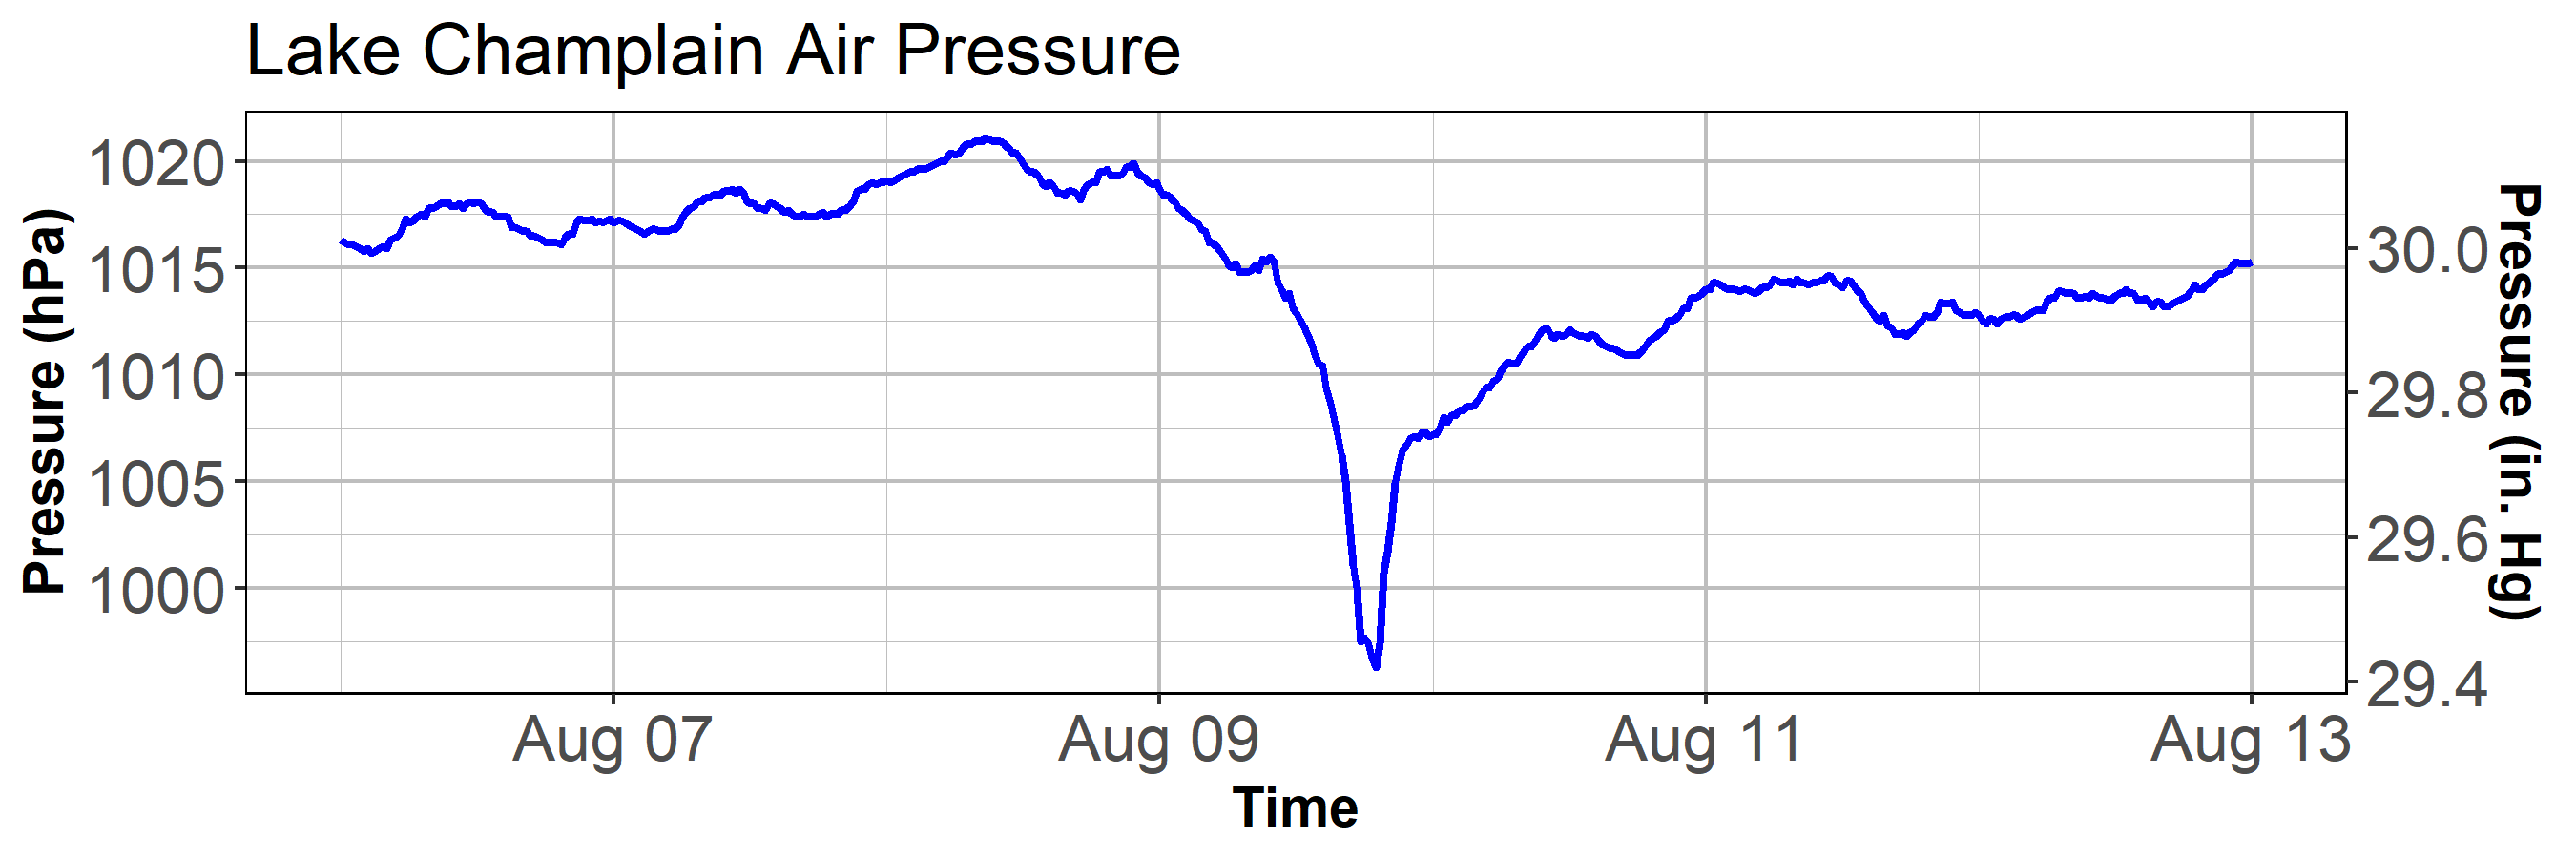 Lake Champlain Air Pressure
Pressure (hPa)
1020
1015
1010
1005
1000
30.0
29.8
29.6
29.4
Pressure (in. Hg)
Aug 07
Aug 09
Aug 11
Aug 13
Time